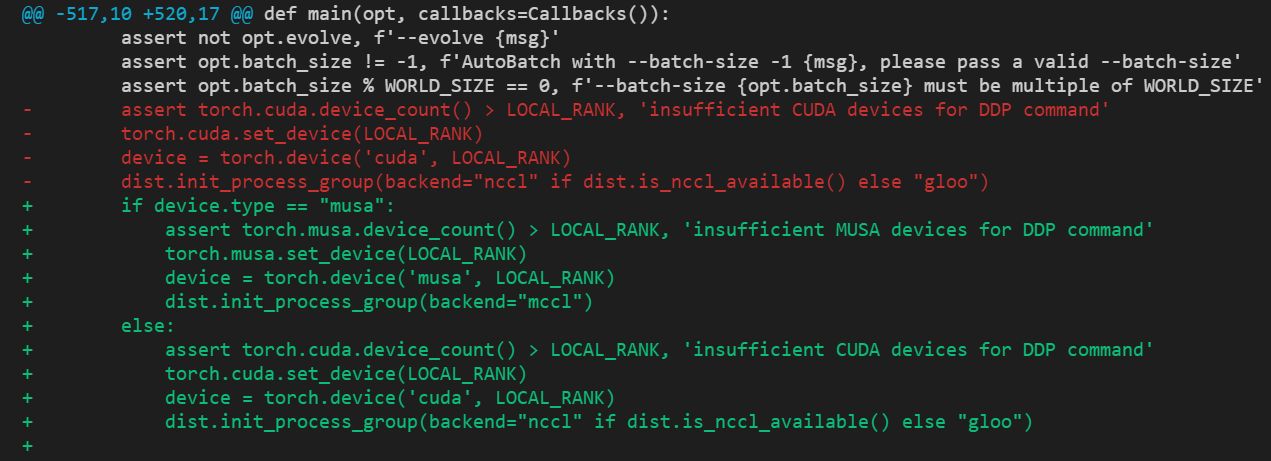 @@ -517,10 +520,17 @@ def main(opt, callbacks=Callbacks()):
         assert not opt.evolve, f'--evolve {msg}'
         assert opt.batch_size != -1, f'AutoBatch with --batch-size -1 {msg}, please pass a valid --batch-size'
         assert opt.batch_size % WORLD_SIZE == 0, f'--batch-size {opt.batch_size} must be multiple of WORLD_SIZE'
-        assert torch.cuda.device_count() > LOCAL_RANK, 'insufficient CUDA devices for DDP command'
-        torch.cuda.set_device(LOCAL_RANK)
-        device = torch.device('cuda', LOCAL_RANK)
-        dist.init_process_group(backend="nccl" if dist.is_nccl_available() else "gloo")
+        if device.type == "musa":
+            assert torch.musa.device_count() > LOCAL_RANK, 'insufficient MUSA devices for DDP command'
+            torch.musa.set_device(LOCAL_RANK)
+            device = torch.device('musa', LOCAL_RANK)
+            dist.init_process_group(backend="mccl")
+        else:
+            assert torch.cuda.device_count() > LOCAL_RANK, 'insufficient CUDA devices for DDP command'
+            torch.cuda.set_device(LOCAL_RANK)
+            device = torch.device('cuda', LOCAL_RANK)
+            dist.init_process_group(backend="nccl" if dist.is_nccl_available() else "gloo")
+